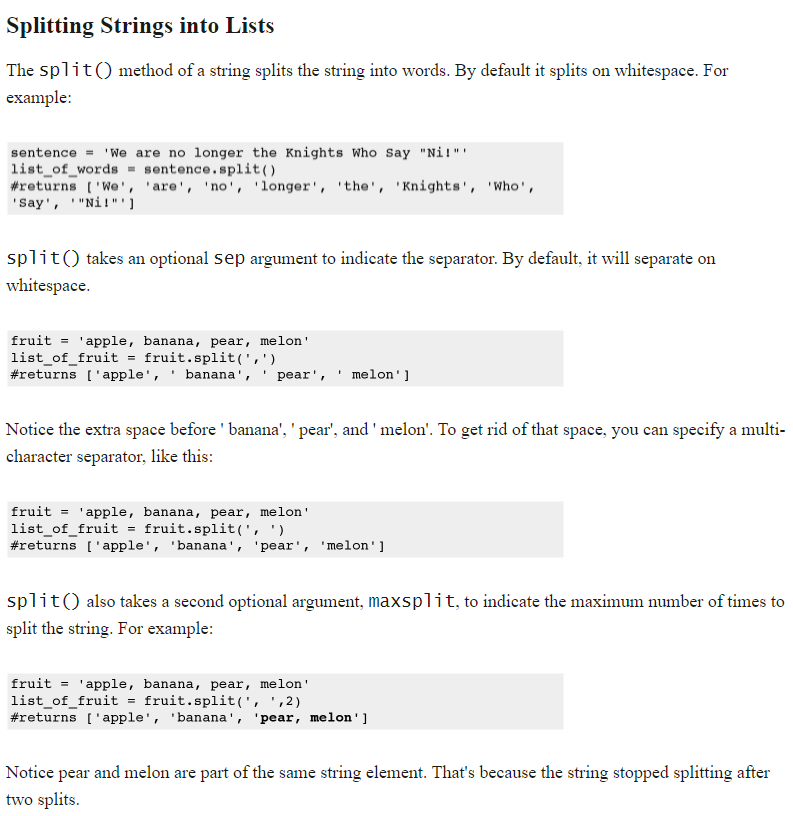 Splitting Strings into Lists
The split() method of a string splits the string into words. By default it splits on whitespace. For
example:
sentence = 'We are no longer the Knights Who Say "Ni!"'
list_of_words = sentence.split()
#returns ['We', 'are', 'no', 'longer', 'the', 'Knights', 'Who',
'Say', '"Ni!"']
split() takes an optional sep argument to indicate the separator. By default, it will separate on
whitespace.
fruit = 'apple, banana, pear, melon'
list_of_fruit = fruit.split(',')
#returns ['apple', ' banana', ' pear', ' melon']
Notice the extra space before ' banana', ' pear', and ' melon'. To get rid of that space, you can specify a multi-
character separator, like this:
fruit = 'apple, banana, pear, melon'
list_of_fruit = fruit.split(', ')
#returns ['apple', 'banana', 'pear', 'melon']
split() also takes a second optional argument, maxsplit, to indicate the maximum number of times to
split the string. For example:
fruit = 'apple, banana, pear, melon'
list_of_fruit = fruit.split(', ',2)
#returns ['apple', 'banana', 'pear, melon']
Notice pear and melon are part of the same string element. That's because the string stopped splitting after
two splits.